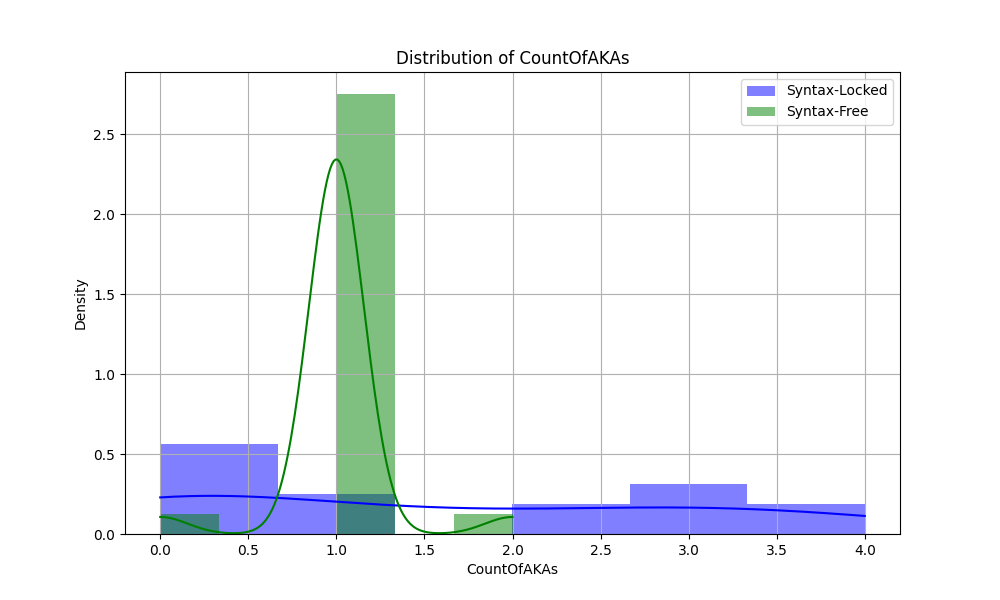 Distribution of CountOfAKAs
Syntax-Locked
Syntax-Free
Density
2.5
2.0
1.5
1.0
0.5
0.0
0.0 0.5 1.0 1.5 2.0 2.5 3.0 3.5 4.0
CountOfAKAs